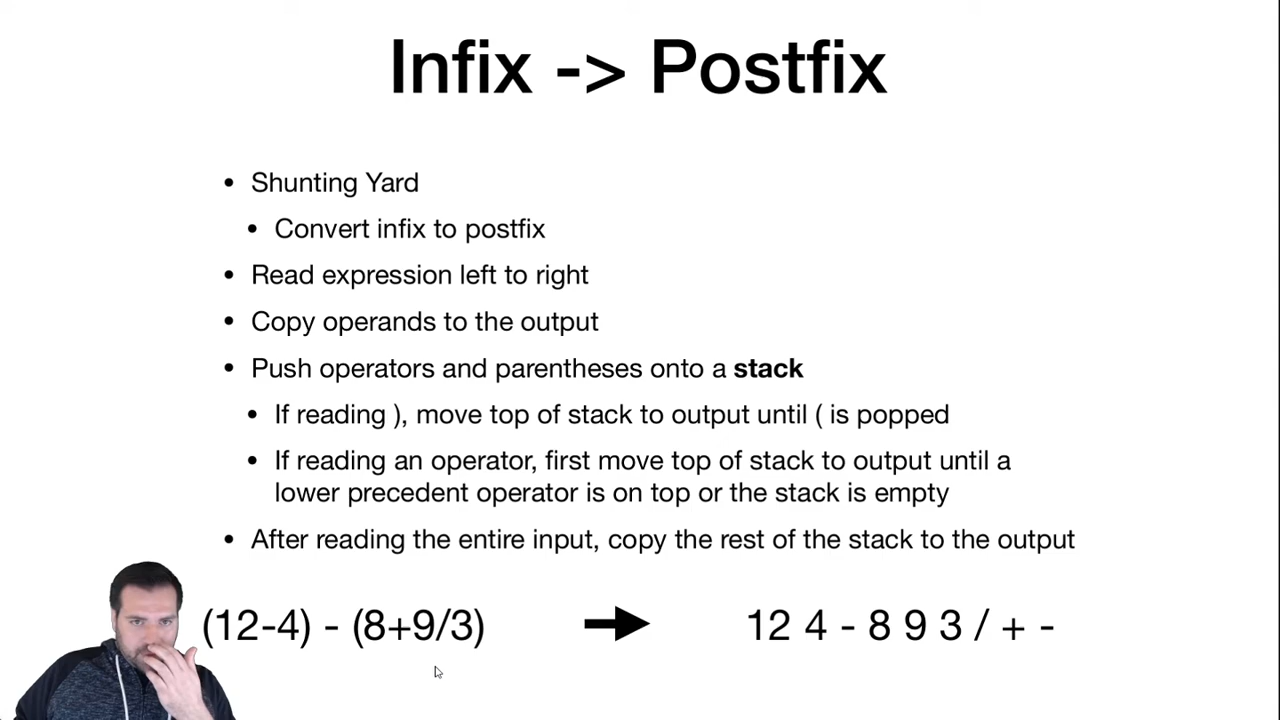 Infix -> Postfix
• Shunting Yard
• Convert infix to postfix
• Read expression left to right
• Copy operands to the output
• Push operators and parentheses onto a stack
• If reading ), move top of stack to output until ( is popped
• If reading an operator, first move top of stack to output until a
lower precedent operator is on top or the stack is empty
• After reading the entire input, copy the rest of the stack to the output
(12-4) - (8+9/3)
12 4 - 8 9 3 / + -